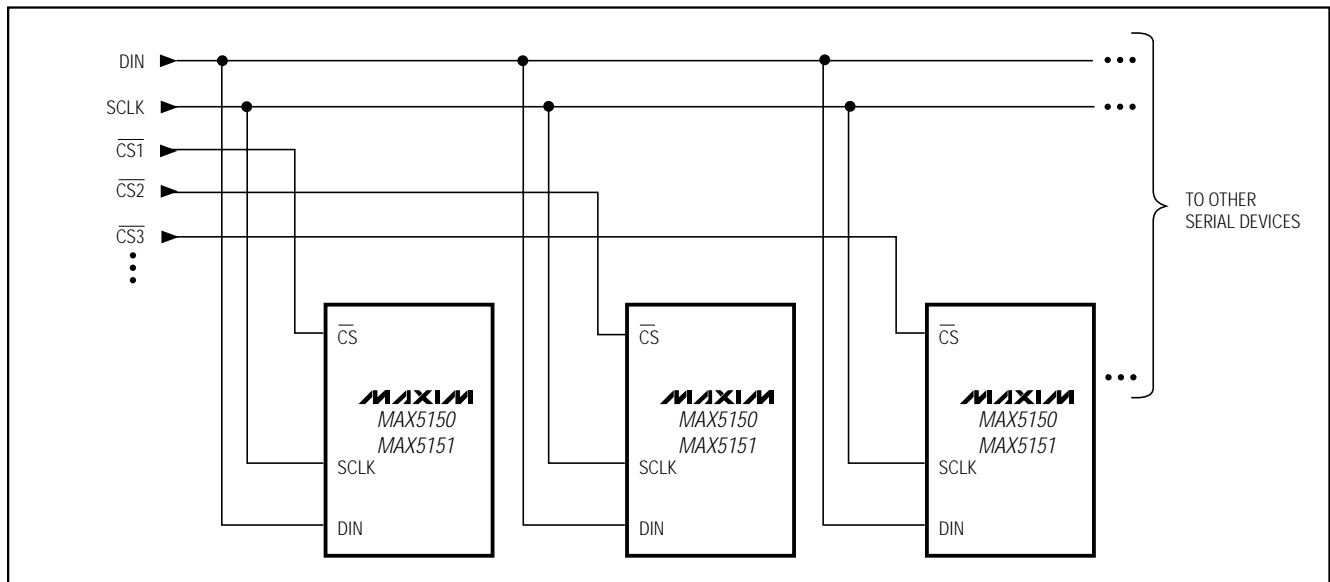 DIN
SCLK
CS1
CS2
CS3
TO OTHER
SERIAL DEVICES
CS
MAXIM
MAX5150
MAX5151
SCLK
DIN
CS
MAXIM
MAX5150
MAX5151
SCLK
DIN
CS
MAXIM
MAX5150
MAX5151
SCLK
DIN